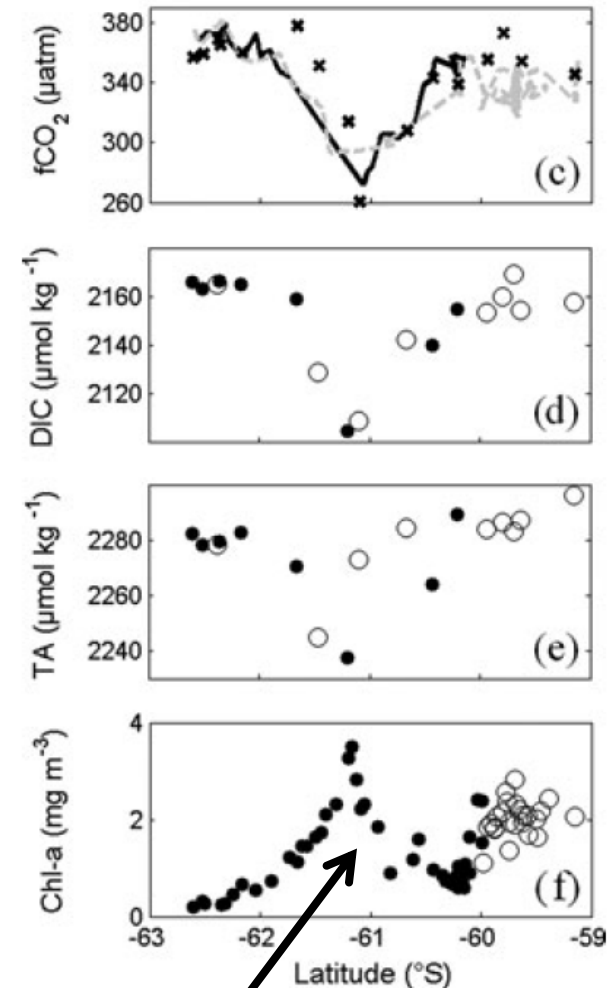 380
340
300
260
fCO₂ (µatm)
(c)
2160
2140
2120
DIC (µmol kg⁻¹)
(d)
2280
2260
2240
TA (µmol kg⁻¹)
(e)
4
2
0
Chl-a (mg m⁻³)
(f)
-63 -62 -61 -60 -59
Latitude (°S)